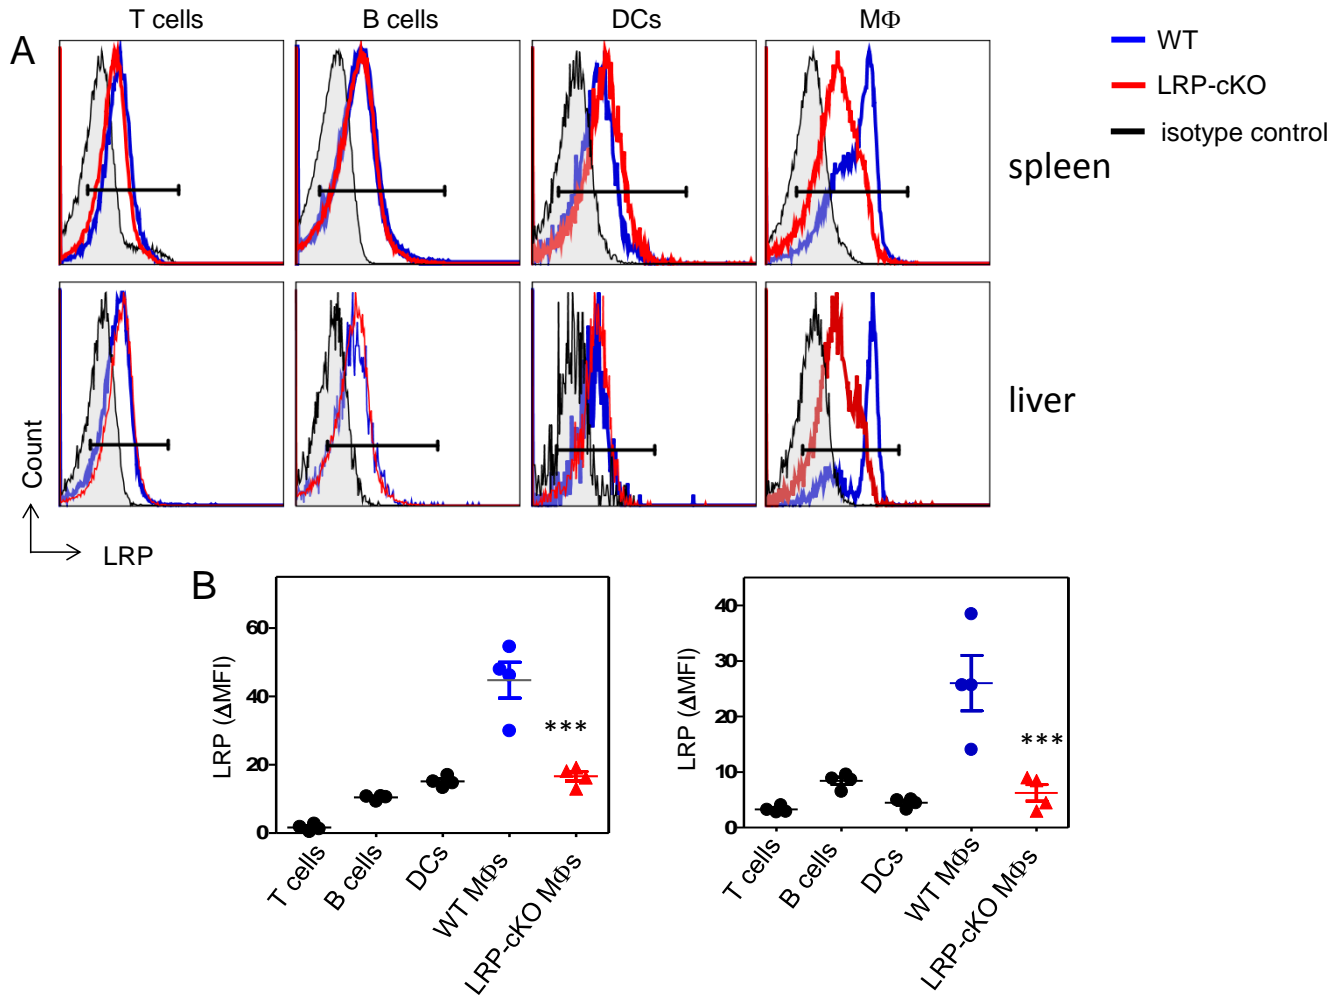 A
T cells
B cells
DCs
MΦ
WT
LRP-cKO
isotype control
spleen
liver
Count
LRP
B
LRP (ΔMFI)
60
40
20
0
T cells
B cells
DCs
WT MΦs
LRP-cKO MΦs
***
LRP (ΔMFI)
40
30
20
10
0
T cells
B cells
DCs
WT MΦs
LRP-cKO MΦs
***